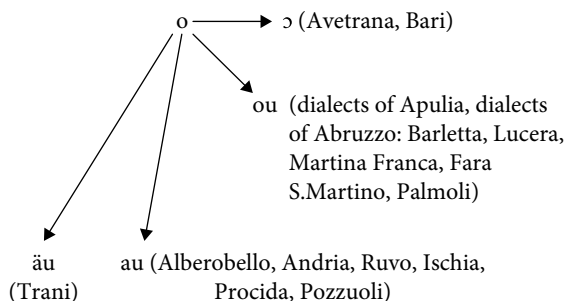 o
ɔ (Avetrana, Bari)
ou (dialects of Apulia, dialects
of Abruzzo: Barletta, Lucera,
Martina Franca, Fara
S.Martino, Palmoli)
äu
(Trani)
au (Alberobello, Andria, Ruvo, Ischia,
Procida, Pozzuoli)